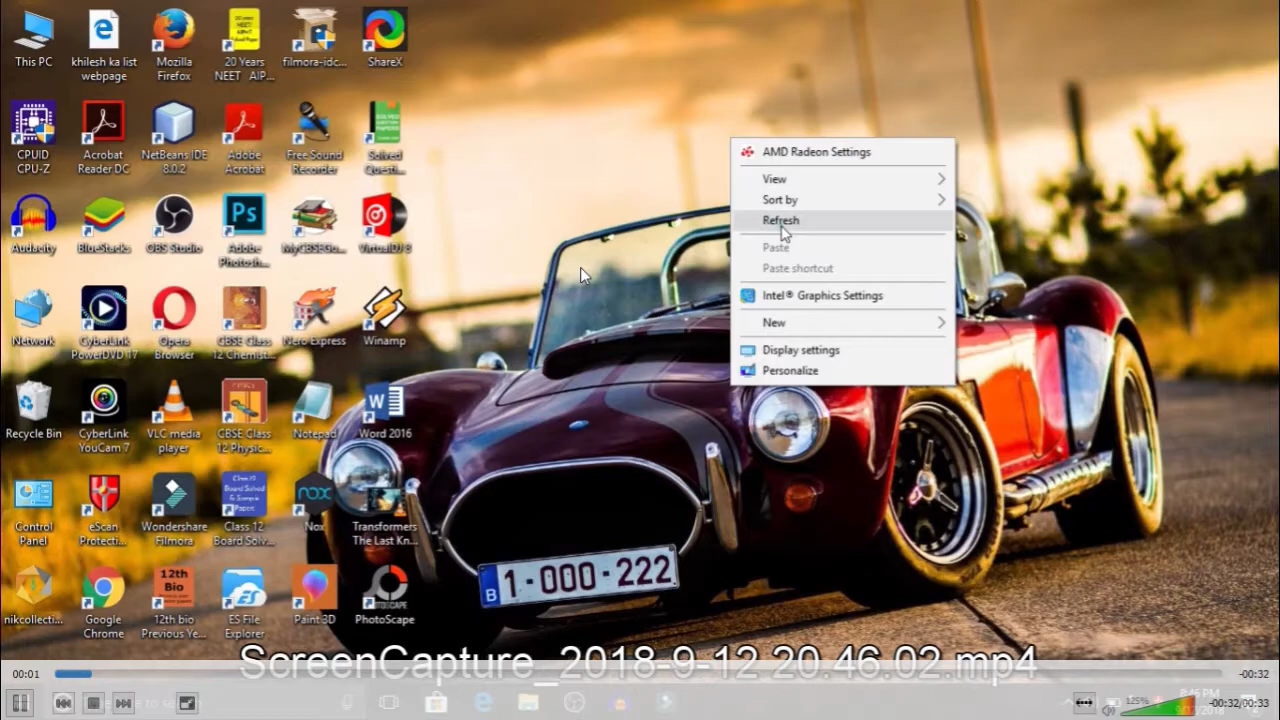 This PC
khilesh ka list
webpage
Mozilla
Firefox
20 Years
NEET AIP...
filmora-idc...
ShareX
CPUID
CPU-Z
Acrobat
Reader DC
NetBeans IDE
8.0.2
Adobe
Acrobat
Free Sound
Recorder
Solved
Questi...
Audacity
BlueStacks
OBS Studio
Ps
Adobe
Photosh...
MyCBSEGu...
VirtualDJ 8
Network
CyberLink
PowerDVD 17
Opera
Browser
CBSE Class
12 Chemist...
Nero Express
Winamp
Recycle Bin
CyberLink
YouCam 7
VLC media
player
CBSE Class
12 Physic...
Notepad
Word 2016
Control
Panel
eScan
Protecti...
Wondershare
Filmora
Class 12
Board Solv...
nox
Nox
Transformers
The Last Kn...
nikcollecti...
Google
Chrome
12th
Bio
12th bio
Previous Ye...
ES File
Explorer
Paint 3D
PhotoScape
AMD Radeon Settings
View
Sort by
Refresh
Paste
Paste shortcut
Intel® Graphics Settings
New
Display settings
Personalize
B 1-000-222
ScreenCapture_2018-9-12 20.46.02.mp4
00:01
-00:32
125%
8:46 PM
-00:32/00:33